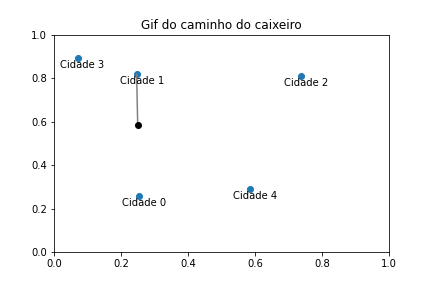 Gif do caminho do caixeiro
1.0
Cidade 3
Cidade 1
0.8
Cidade 2
0.6
0.4
Cidade 4
0.2
Cidade 0
0.0
0.0 0.2 0.4 0.6 0.8 1.0